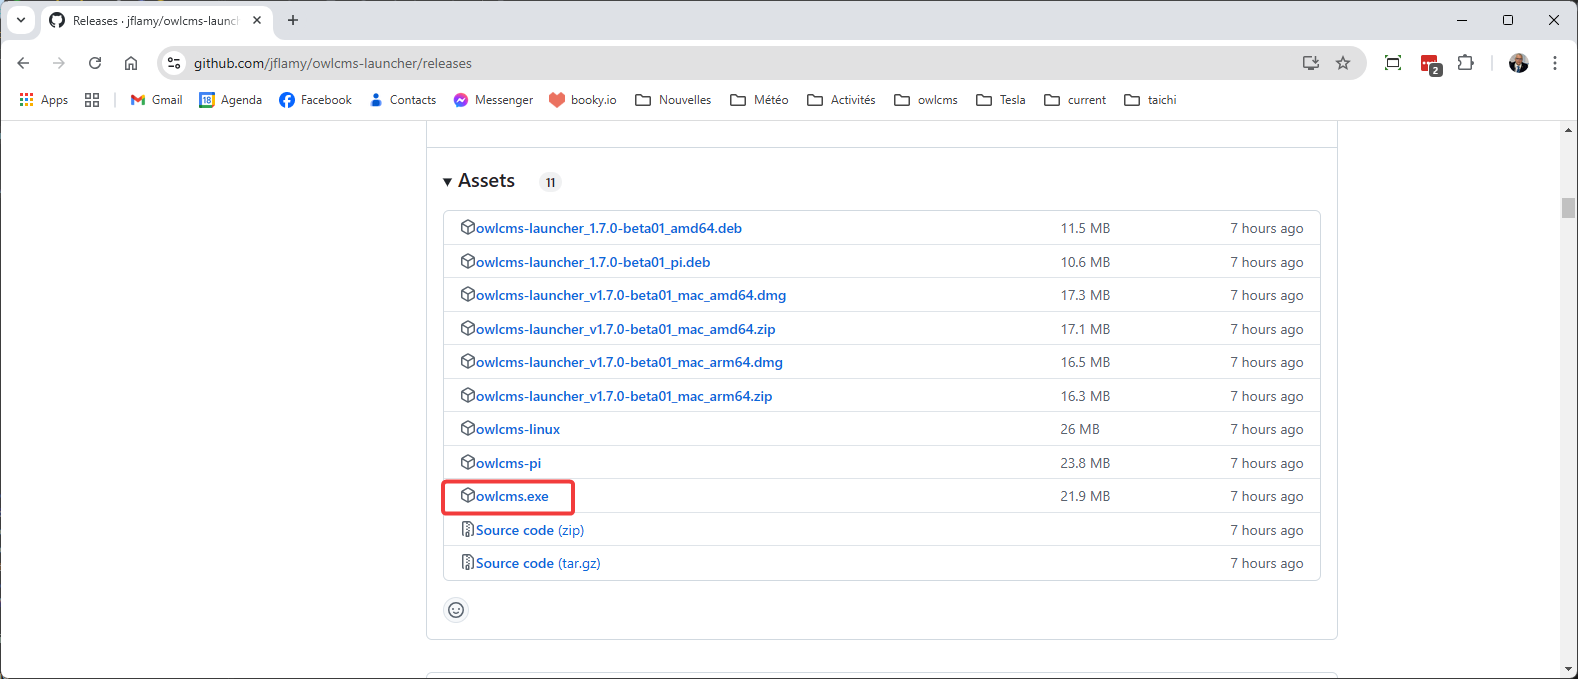 Releases · jflamy/owlcms-launch
github.com/jflamy/owlcms-launcher/releases
2
Apps Gmail 18 Agenda Facebook Contacts Messenger booky.io Nouvelles Météo Activités owlcms Tesla current taichi
Assets 11
owlcms-launcher_1.7.0-beta01_amd64.deb 11.5 MB 7 hours ago
owlcms-launcher_1.7.0-beta01_pi.deb 10.6 MB 7 hours ago
owlcms-launcher_v1.7.0-beta01_mac_amd64.dmg 17.3 MB 7 hours ago
owlcms-launcher_v1.7.0-beta01_mac_amd64.zip 17.1 MB 7 hours ago
owlcms-launcher_v1.7.0-beta01_mac_arm64.dmg 16.5 MB 7 hours ago
owlcms-launcher_v1.7.0-beta01_mac_arm64.zip 16.3 MB 7 hours ago
owlcms-linux 26 MB 7 hours ago
owlcms-pi 23.8 MB 7 hours ago
owlcms.exe 21.9 MB 7 hours ago
Source code (zip) 7 hours ago
Source code (tar.gz) 7 hours ago